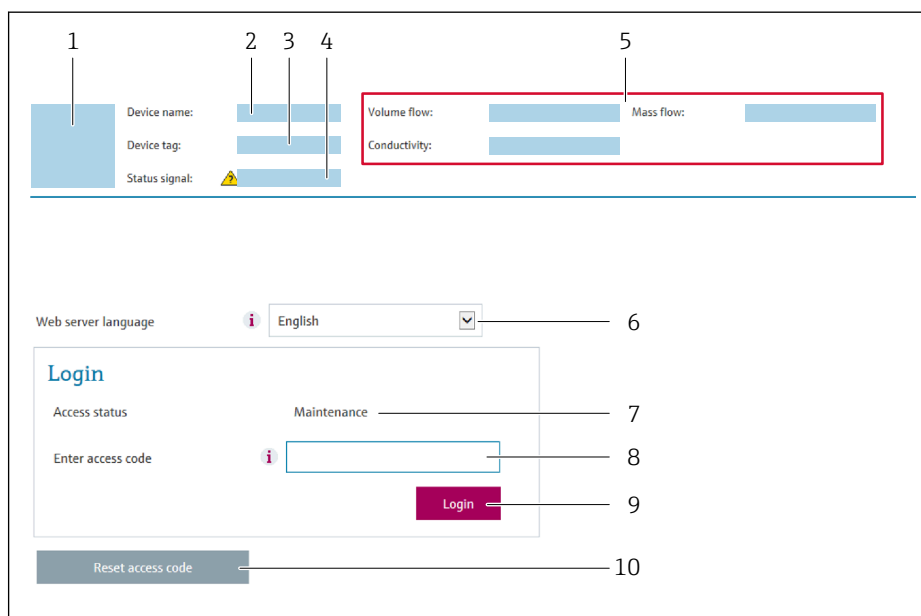 1 2 3 4 5
Device name: Volume flow: Mass flow:
Device tag: Conductivity:
Status signal: ?
Web server language i English 6
Login
Access status Maintenance 7
Enter access code i 8
Login 9
Reset access code 10